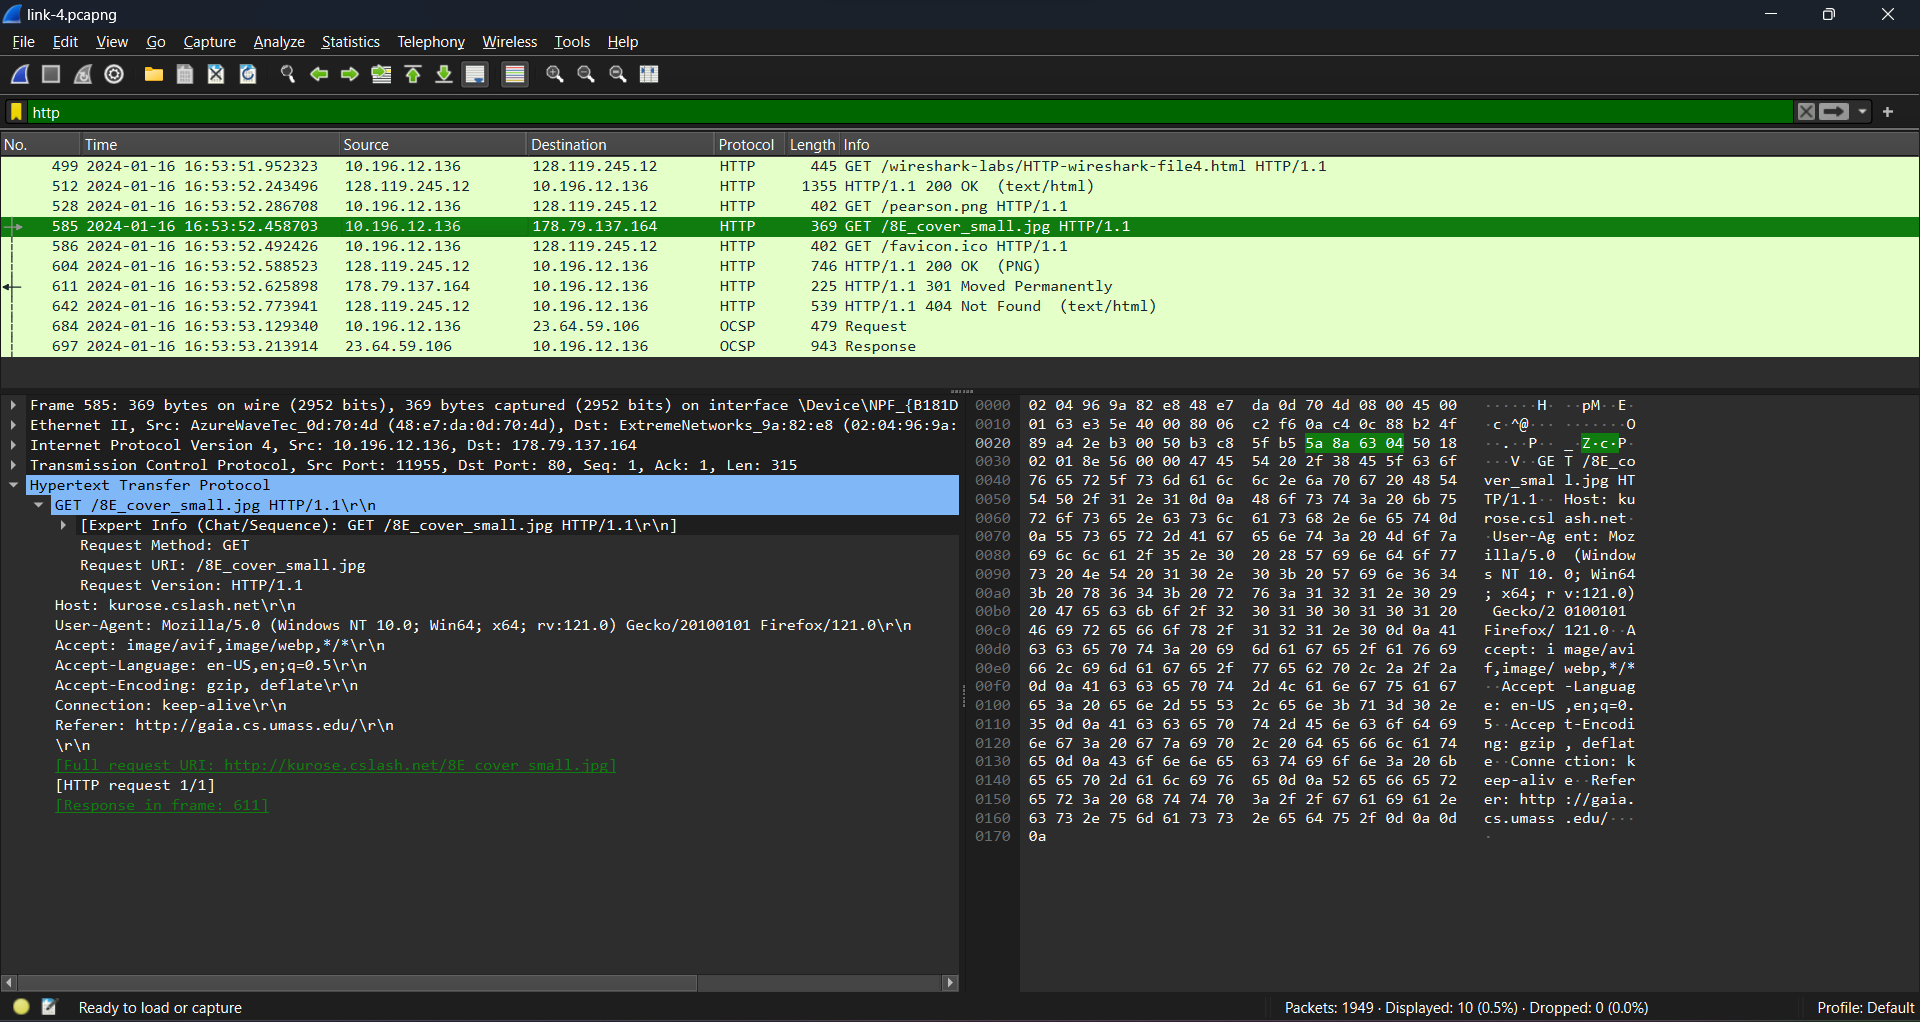 link-4.pcapng
File Edit View Go Capture Analyze Statistics Telephony Wireless Tools Help
http
No. Time Source Destination Protocol Length Info
499 2024-01-16 16:53:51.952323 10.196.12.136 128.119.245.12 HTTP 445 GET /wireshark-labs/HTTP-wireshark-file4.html HTTP/1.1
512 2024-01-16 16:53:52.243496 128.119.245.12 10.196.12.136 HTTP 1355 HTTP/1.1 200 OK (text/html)
528 2024-01-16 16:53:52.286708 10.196.12.136 128.119.245.12 HTTP 402 GET /pearson.png HTTP/1.1
585 2024-01-16 16:53:52.458703 10.196.12.136 178.79.137.164 HTTP 369 GET /8E_cover_small.jpg HTTP/1.1
586 2024-01-16 16:53:52.492426 10.196.12.136 128.119.245.12 HTTP 402 GET /favicon.ico HTTP/1.1
604 2024-01-16 16:53:52.588523 128.119.245.12 10.196.12.136 HTTP 746 HTTP/1.1 200 OK (PNG)
611 2024-01-16 16:53:52.625898 178.79.137.164 10.196.12.136 HTTP 225 HTTP/1.1 301 Moved Permanently
642 2024-01-16 16:53:52.773941 128.119.245.12 10.196.12.136 HTTP 539 HTTP/1.1 404 Not Found (text/html)
684 2024-01-16 16:53:53.129340 10.196.12.136 23.64.59.106 OCSP 479 Request
697 2024-01-16 16:53:53.213914 23.64.59.106 10.196.12.136 OCSP 943 Response
Frame 585: 369 bytes on wire (2952 bits), 369 bytes captured (2952 bits) on interface \Device\NPF_{B181D
Ethernet II, Src: AzureWaveTec_0d:70:4d (48:e7:da:0d:70:4d), Dst: ExtremeNetworks_9a:82:e8 (02:04:96:9a:
Internet Protocol Version 4, Src: 10.196.12.136, Dst: 178.79.137.164
Transmission Control Protocol, Src Port: 11955, Dst Port: 80, Seq: 1, Ack: 1, Len: 315
Hypertext Transfer Protocol
GET /8E_cover_small.jpg HTTP/1.1\r\n
[Expert Info (Chat/Sequence): GET /8E_cover_small.jpg HTTP/1.1\r\n]
Request Method: GET
Request URI: /8E_cover_small.jpg
Request Version: HTTP/1.1
Host: kurose.cslash.net\r\n
User-Agent: Mozilla/5.0 (Windows NT 10.0; Win64; x64; rv:121.0) Gecko/20100101 Firefox/121.0\r\n
Accept: image/avif,image/webp,*/*\r\n
Accept-Language: en-US,en;q=0.5\r\n
Accept-Encoding: gzip, deflate\r\n
Connection: keep-alive\r\n
Referer: http://gaia.cs.umass.edu/\r\n
\r\n
[Full request URI: http://kurose.cslash.net/8E_cover_small.jpg]
[HTTP request 1/1]
[Response in frame: 611]
0000 02 04 96 9a 82 e8 48 e7 da 0d 70 4d 08 00 45 00 ······H· ··pM··E·
0010 01 63 e3 5e 40 00 80 06 c2 f6 0a c4 0c 88 b2 4f ·c·^@··· ·······O
0020 89 a4 2e b3 00 50 b3 c8 5f b5 5a 8a 63 04 50 18 ··.··P·· _·Z·c·P·
0030 02 01 8e 56 00 00 47 45 54 20 2f 38 45 5f 63 6f ···V··GE T /8E_co
0040 76 65 72 5f 73 6d 61 6c 6c 2e 6a 70 67 20 48 54 ver_smal l.jpg HT
0050 54 50 2f 31 2e 31 0d 0a 48 6f 73 74 3a 20 6b 75 TP/1.1·· Host: ku
0060 72 6f 73 65 2e 63 73 6c 61 73 68 2e 6e 65 74 0d rose.csl ash.net·
0070 0a 55 73 65 72 2d 41 67 65 6e 74 3a 20 4d 6f 7a ·User-Ag ent: Moz
0080 69 6c 6c 61 2f 35 2e 30 20 28 57 69 6e 64 6f 77 illa/5.0 (Window
0090 73 20 4e 54 20 31 30 2e 30 3b 20 57 69 6e 36 34 s NT 10. 0; Win64
00a0 3b 20 78 36 34 3b 20 72 76 3a 31 32 31 2e 30 29 ; x64; r v:121.0)
00b0 20 47 65 63 6b 6f 2f 32 30 31 30 30 31 30 31 20 Gecko/2 0100101
00c0 46 69 72 65 66 6f 78 2f 31 32 31 2e 30 0d 0a 41 Firefox/ 121.0··A
00d0 63 63 65 70 74 3a 20 69 6d 61 67 65 2f 61 76 69 ccept: i mage/avi
00e0 66 2c 69 6d 61 67 65 2f 77 65 62 70 2c 2a 2f 2a f,image/ webp,*/*
00f0 0d 0a 41 63 63 65 70 74 2d 4c 61 6e 67 75 61 67 ··Accept -Languag
0100 65 3a 20 65 6e 2d 55 53 2c 65 6e 3b 71 3d 30 2e e: en-US ,en;q=0.
0110 35 0d 0a 41 63 63 65 70 74 2d 45 6e 63 6f 64 69 5··Accep t-Encodi
0120 6e 67 3a 20 67 7a 69 70 2c 20 64 65 66 6c 61 74 ng: gzip , deflat
0130 65 0d 0a 43 6f 6e 6e 65 63 74 69 6f 6e 3a 20 6b e··Conne ction: k
0140 65 65 70 2d 61 6c 69 76 65 0d 0a 52 65 66 65 72 eep-aliv e··Refer
0150 65 72 3a 20 68 74 74 70 3a 2f 2f 67 61 69 61 2e er: http ://gaia.
0160 63 73 2e 75 6d 61 73 73 2e 65 64 75 2f 0d 0a 0d cs.umass .edu/···
0170 0a ·
Ready to load or capture
Packets: 1949 · Displayed: 10 (0.5%) · Dropped: 0 (0.0%)
Profile: Default